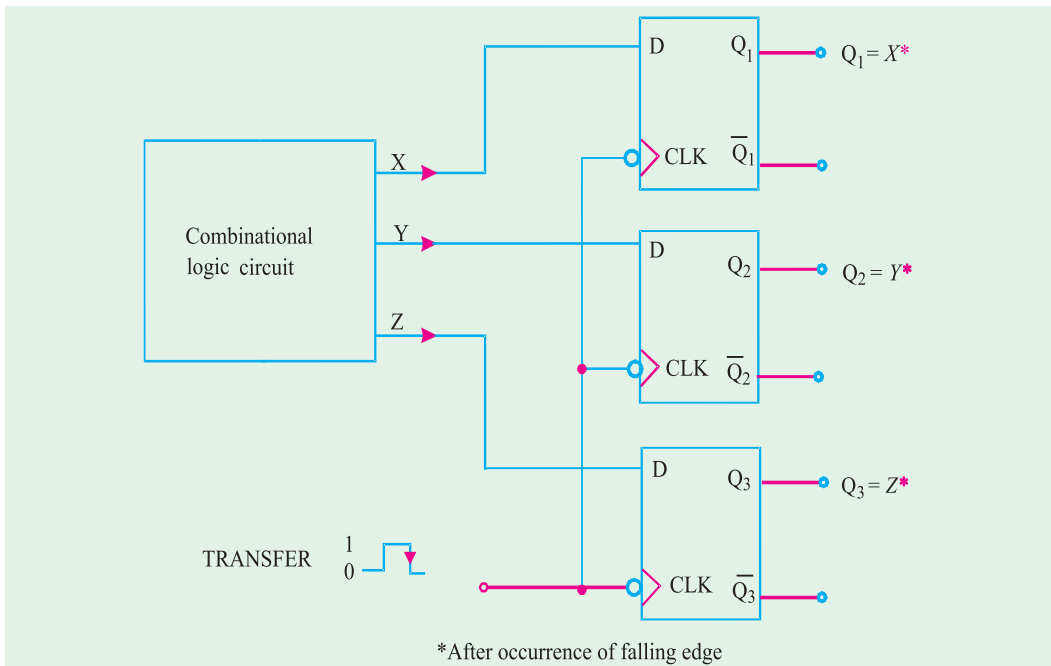 D
Q1
Q1 = X*
CLK
Q̅1
X
Combinational
logic circuit
Y
D
Q2
Q2 = Y*
CLK
Q̅2
Z
D
Q3
Q3 = Z*
TRANSFER
1
0
CLK
Q̅3
*After occurrence of falling edge